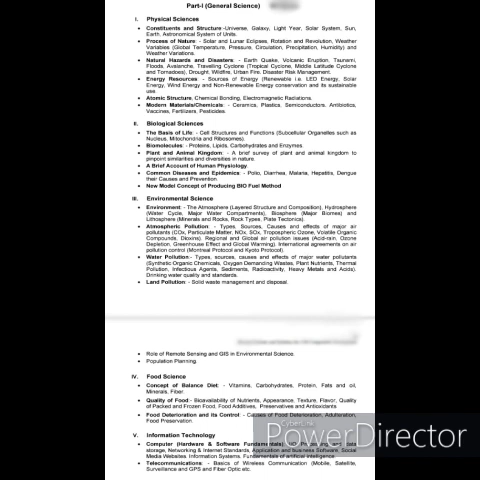 Part-I (General Science)
I. Physical Sciences
• Constituents and Structure -Universe, Galaxy, Light Year, Solar System, Sun,
Earth, Astronomical System of Units.
• Process of Nature: - Solar and Lunar Eclipses, Rotation and Revolution, Weather
Variables (Global Temperature, Pressure, Circulation, Precipitation, Humidity) and
Weather Variations.
• Natural Hazards and Disasters: - Earth Quake, Volcanic Eruption, Tsunami,
Floods, Avalanche, Travelling Cyclone (Tropical Cyclone, Middle Latitude Cyclone
and Tornadoes), Drought, Wildfire, Urban Fire. Disaster Risk Management.
• Energy Resources: - Sources of Energy (Renewable i.e. LED Energy, Solar
Energy, Wind Energy and Non-Renewable Energy conservation and its sustainable
use.
• Atomic Structure, Chemical Bonding, Electromagnetic Radiations.
• Modern Materials/Chemicals: - Ceramics, Plastics, Semiconductors. Antibiotics,
Vaccines, Fertilizers, Pesticides.
II. Biological Sciences
• The Basis of Life: - Cell Structures and Functions (Subcellular Organelles such as
Nucleus, Mitochondria and Ribosomes).
• Biomolecules: - Proteins, Lipids, Carbohydrates and Enzymes.
• Plant and Animal Kingdom: - A brief survey of plant and animal kingdom to
pinpoint similarities and diversities in nature.
• A Brief Account of Human Physiology.
• Common Diseases and Epidemics: - Polio, Diarrhea, Malaria, Hepatitis, Dengue
their Causes and Prevention.
• New Model Concept of Producing BIO Fuel Method
III. Environmental Science
• Environment: - The Atmosphere (Layered Structure and Composition), Hydrosphere
(Water Cycle, Major Water Compartments), Biosphere (Major Biomes) and
Lithosphere (Minerals and Rocks, Rock Types, Plate Tectonics).
• Atmospheric Pollution: - Types, Sources, Causes and effects of major air
pollutants (COx, Particulate Matter, NOx, SOx, Tropospheric Ozone, Volatile Organic
Compounds, Dioxins). Regional and Global air pollution issues (Acid-rain, Ozone
Depletion, Greenhouse Effect and Global Warming). International agreements on air
pollution control (Montreal Protocol and Kyoto Protocol).
• Water Pollution:- Types, sources, causes and effects of major water pollutants
(Synthetic Organic Chemicals, Oxygen Demanding Wastes, Plant Nutrients, Thermal
Pollution, Infectious Agents, Sediments, Radioactivity, Heavy Metals and Acids).
Drinking water quality and standards.
• Land Pollution: - Solid waste management and disposal.
• Role of Remote Sensing and GIS in Environmental Science.
• Population Planning.
IV. Food Science
• Concept of Balance Diet: - Vitamins, Carbohydrates, Protein, Fats and oil,
Minerals, Fiber.
• Quality of Food:- Bioavailability of Nutrients, Appearance, Texture, Flavor, Quality
of Packed and Frozen Food, Food Additives, Preservatives and Antioxidants
• Food Deterioration and its Control: - Causes of Food Deterioration, Adulteration,
Food Preservation.
V. Information Technology
• Computer (Hardware & Software Fundamentals); I/O Processing and data
storage, Networking & Internet Standards, Application and business Software, Social
Media Websites. Information Systems. Fundamentals of artificial intelligence.
• Telecommunications: - Basics of Wireless Communication (Mobile, Satellite,
Surveillance and GPS and Fiber Optic etc.
CyberLink
PowerDirector